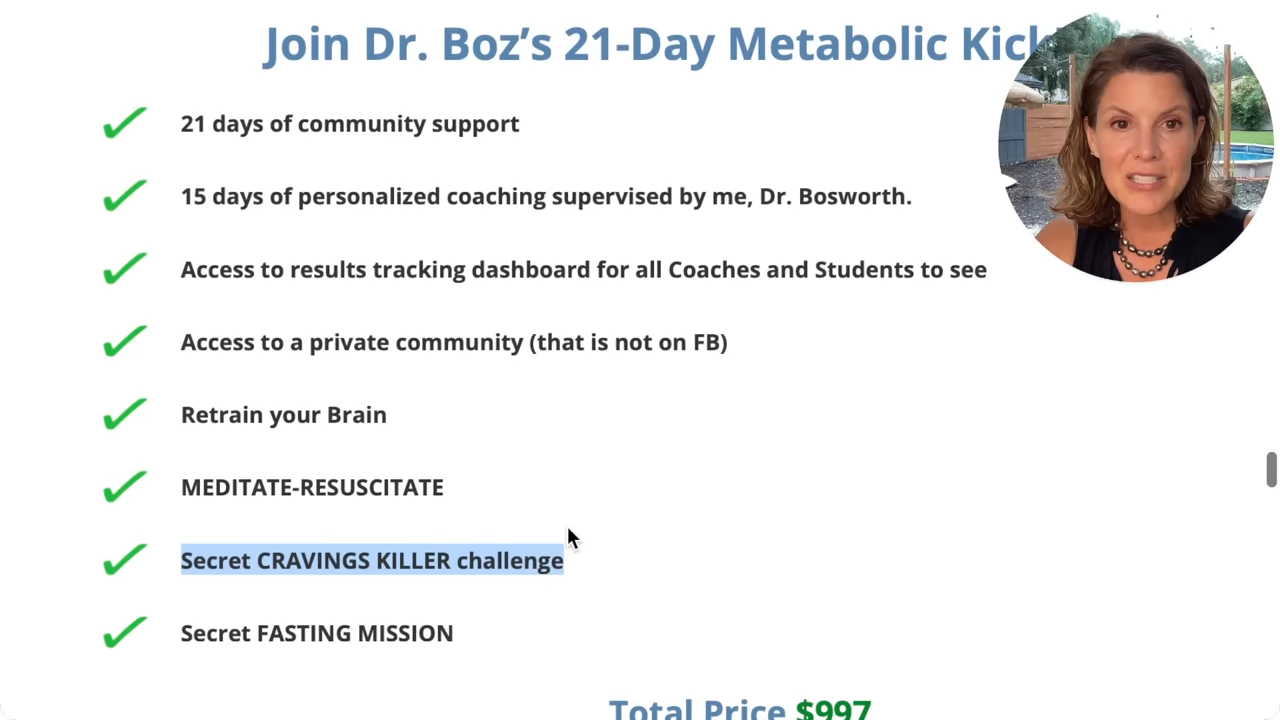 Join Dr. Boz’s 21-Day Metabolic
21 days of community support
15 days of personalized coaching supervised by me, Dr. Bosworth.
Access to results tracking dashboard for all Coaches and Students to see
Access to a private community (that is not on FB)
Retrain your Brain
MEDITATE-RESUSCITATE
Secret CRAVINGS KILLER challenge
Secret FASTING MISSION
Total Price $997